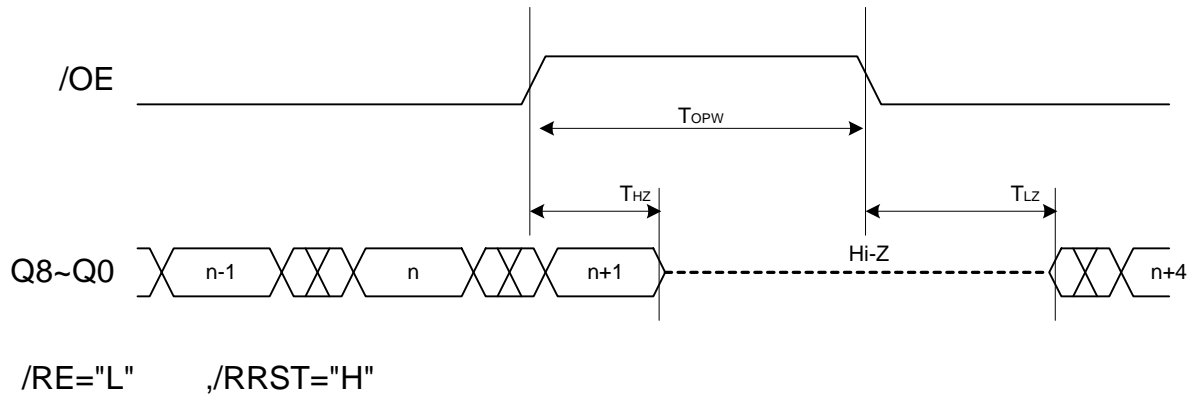 /OE
TOPW
THZ
TLZ
Q8~Q0
n-1
n
n+1
Hi-Z
n+4
/RE="L" ,/RRST="H"